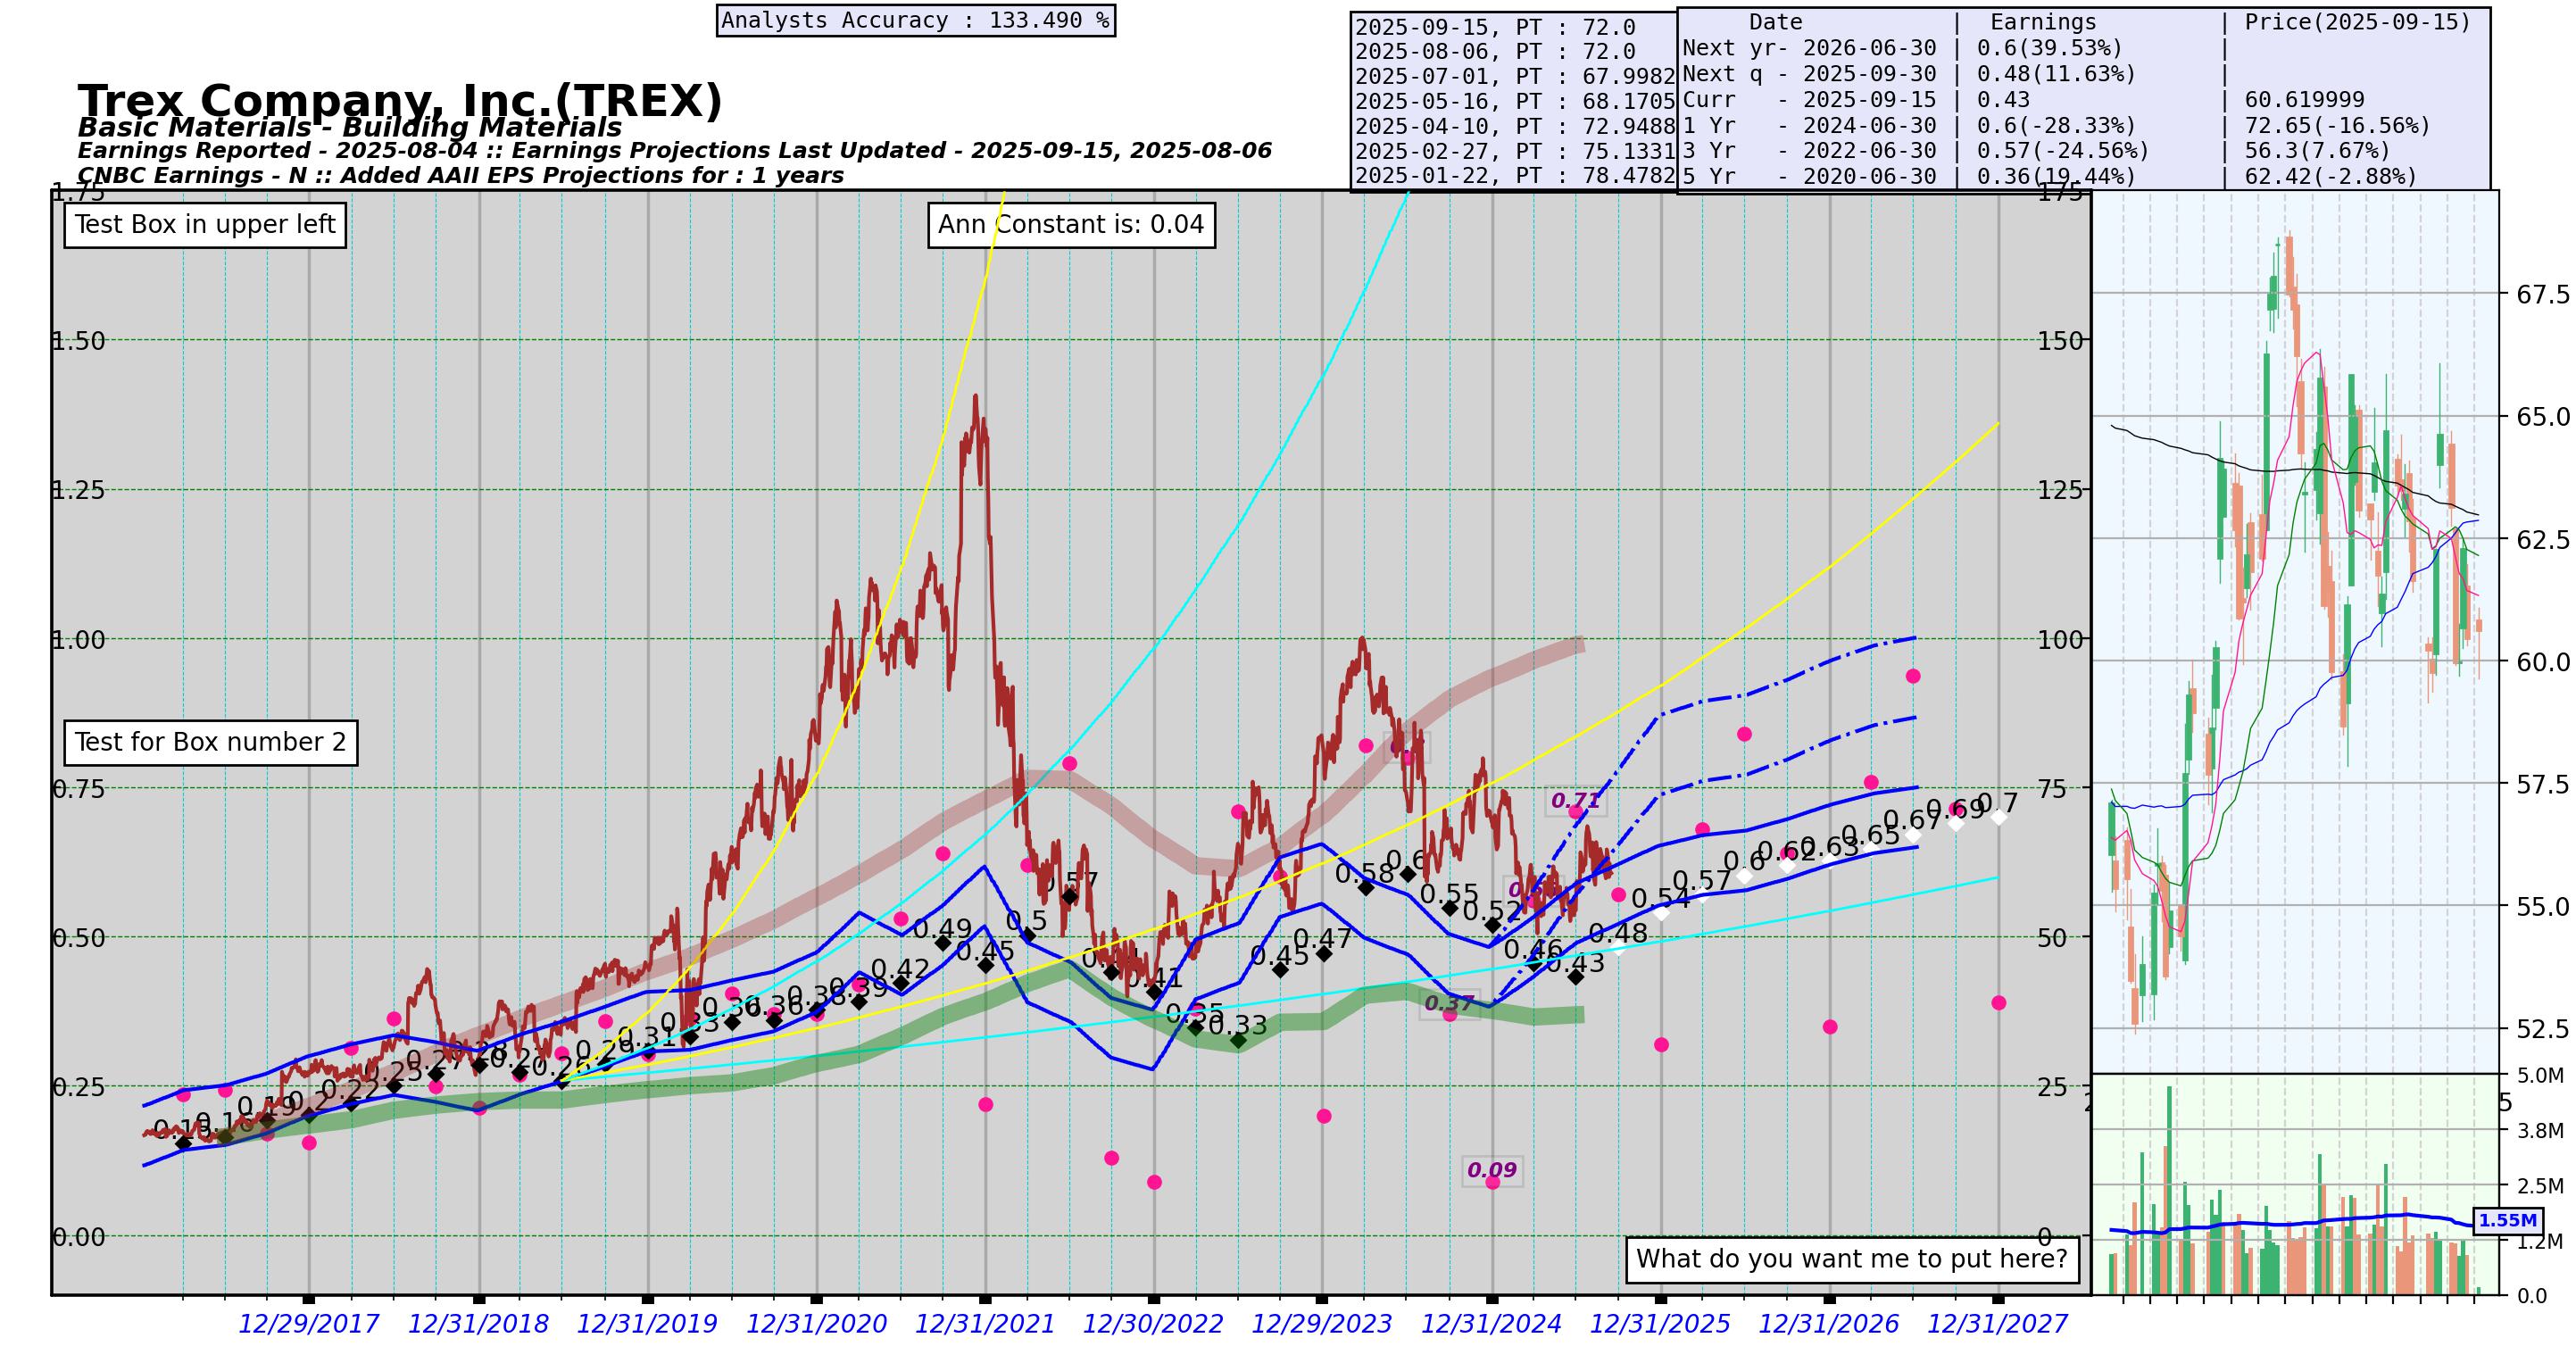 Analysts Accuracy : 133.490 %
2025-09-15, PT : 72.0
2025-08-06, PT : 72.0
2025-07-01, PT : 67.9982
2025-05-16, PT : 68.1705
2025-04-10, PT : 72.9488
2025-02-27, PT : 75.1331
2025-01-22, PT : 78.4782
Date | Earnings | Price(2025-09-15)
Next yr- 2026-06-30 | 0.6(39.53%) |
Next q - 2025-09-30 | 0.48(11.63%) |
Curr - 2025-09-15 | 0.43 | 60.619999
1 Yr - 2024-06-30 | 0.6(-28.33%) | 72.65(-16.56%)
3 Yr - 2022-06-30 | 0.57(-24.56%) | 56.3(7.67%)
5 Yr - 2020-06-30 | 0.36(19.44%) | 62.42(-2.88%)
Trex Company, Inc.(TREX)
Basic Materials - Building Materials
Earnings Reported - 2025-08-04 :: Earnings Projections Last Updated - 2025-09-15, 2025-08-06
CNBC Earnings - N :: Added AAII EPS Projections for : 1 years
Test Box in upper left
Ann Constant is: 0.04
Test for Box number 2
What do you want me to put here?
1.75
1.50
1.25
1.00
0.75
0.50
0.25
0.00
175
150
125
100
75
50
25
0
0.22
0.25
0.31
0.36
0.39
0.42
0.49
0.45
0.5
0.57
0.35
0.33
0.45
0.47
0.58
0.6
0.55
0.52
0.46
0.43
0.48
0.54
0.57
0.6
0.62
0.63
0.65
0.67
0.69
0.7
0.37
0.09
0.71
67.5
65.0
62.5
60.0
57.5
55.0
52.5
5.0M
3.8M
2.5M
1.55M
1.2M
0.0
12/29/2017
12/31/2018
12/31/2019
12/31/2020
12/31/2021
12/30/2022
12/29/2023
12/31/2024
12/31/2025
12/31/2026
12/31/2027